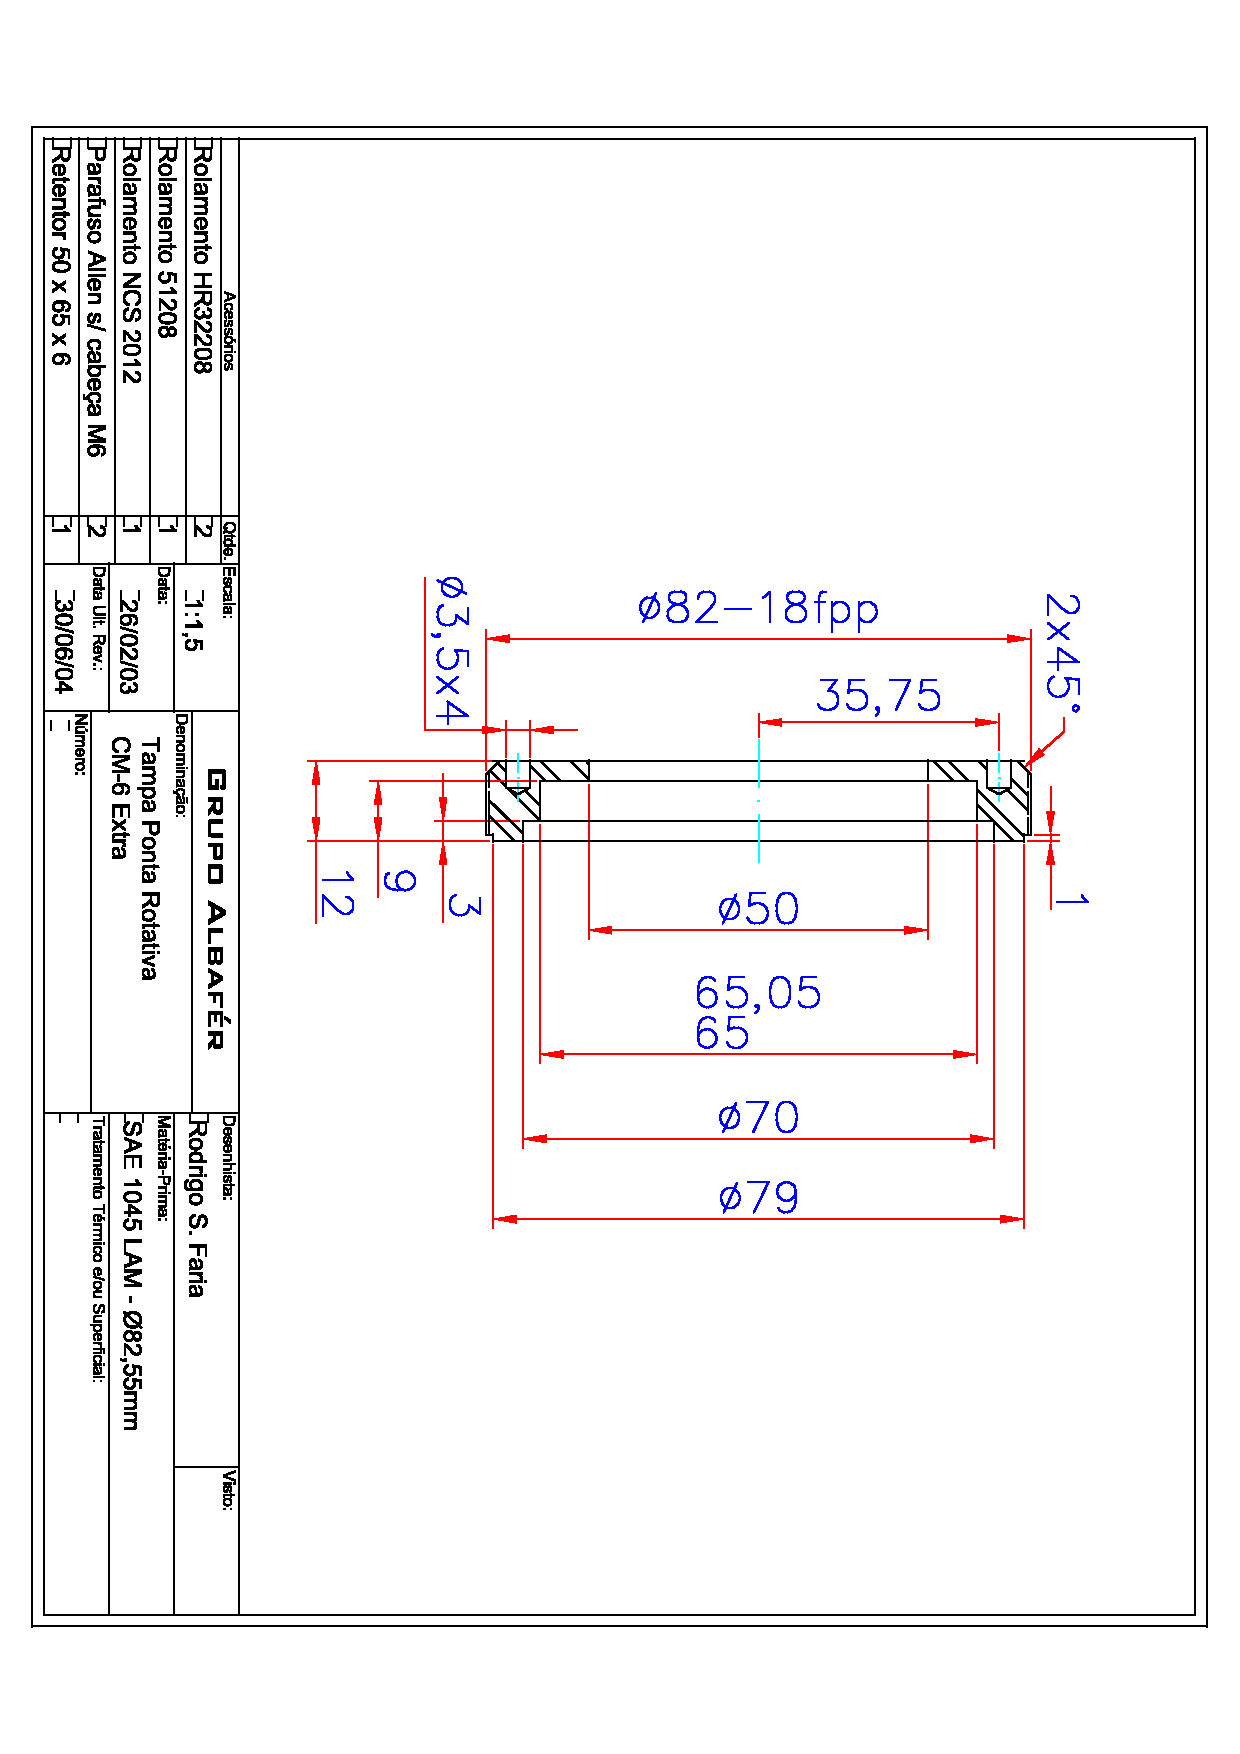 2x45°
ø82-18fpp
35,75
ø3,5x4
1
3
9
12
ø50
65,05
65
ø70
ø79
Acessórios Qtde.
Rolamento HR32208 2
Rolamento 51208 1
Rolamento NCS 2012 1
Parafuso Allen s/ cabeça M6 2
Retentor 50 x 65 x 6 1
Escala:
1:1,5
Data:
26/02/03
Data Ult. Rev.:
30/06/04
GRUPO ALBAFÉR
Denominação:
Tampa Ponta Rotativa
CM-6 Extra
Número:
Desenhista:
Rodrigo S. Faria
Visto:
Matéria-Prima:
SAE 1045 LAM - Ø82,55mm
Tratamento Térmico e/ou Superficial: